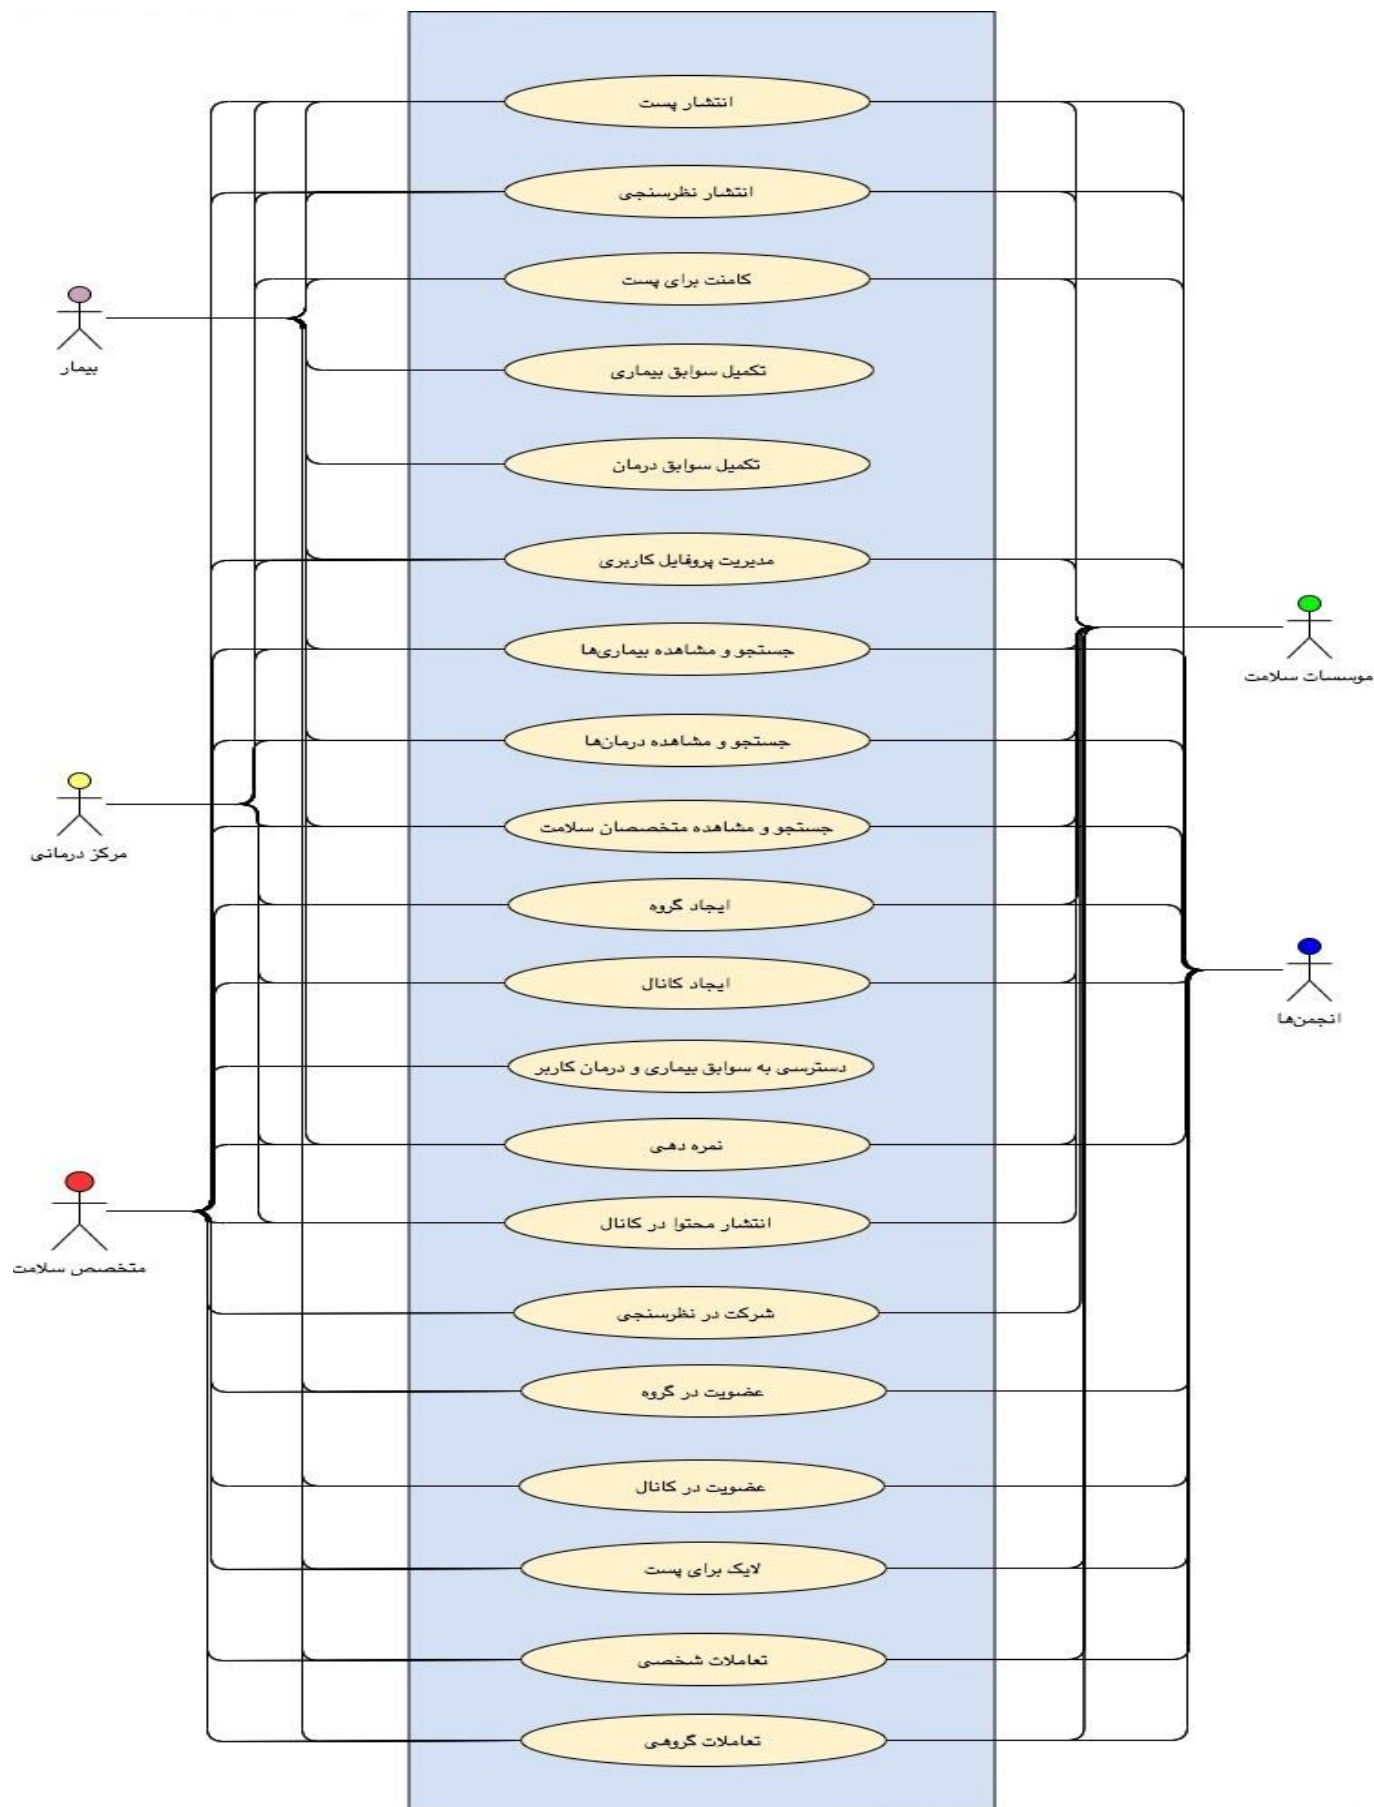 انتشار پست
انتشار نظرسنجی
کامنت برای پست
بیمار
تکمیل سوابق بیماری
تکمیل سوابق درمان
مدیریت پروفایل کاربری
جستجو و مشاهده بیماری‌ها
موسسات سلامت
جستجو و مشاهده درمان‌ها
جستجو و مشاهده متخصصان سلامت
مرکز درمانی
ایجاد گروه
ایجاد کانال
انجمن‌ها
دسترسی به سوابق بیماری و درمان کاربر
نمره دهی
انتشار محتوا در کانال
متخصص سلامت
شرکت در نظرسنجی
عضویت در گروه
عضویت در کانال
لایک برای پست
تعاملات شخصی
تعاملات گروهی